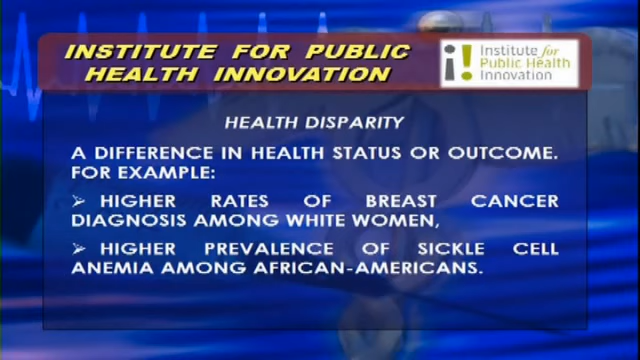 INSTITUTE FOR PUBLIC
HEALTH INNOVATION
i! Institute for
Public Health
Innovation
HEALTH DISPARITY
A DIFFERENCE IN HEALTH STATUS OR OUTCOME.
FOR EXAMPLE:
➢ HIGHER RATES OF BREAST CANCER
DIAGNOSIS AMONG WHITE WOMEN,
➢ HIGHER PREVALENCE OF SICKLE CELL
ANEMIA AMONG AFRICAN-AMERICANS.